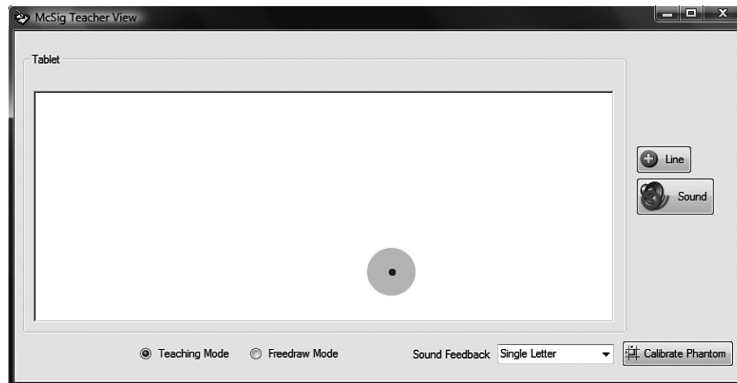 McSig Teacher View
Tablet
Line
Sound
Teaching Mode Freedraw Mode Sound Feedback Single Letter Calibrate Phantom